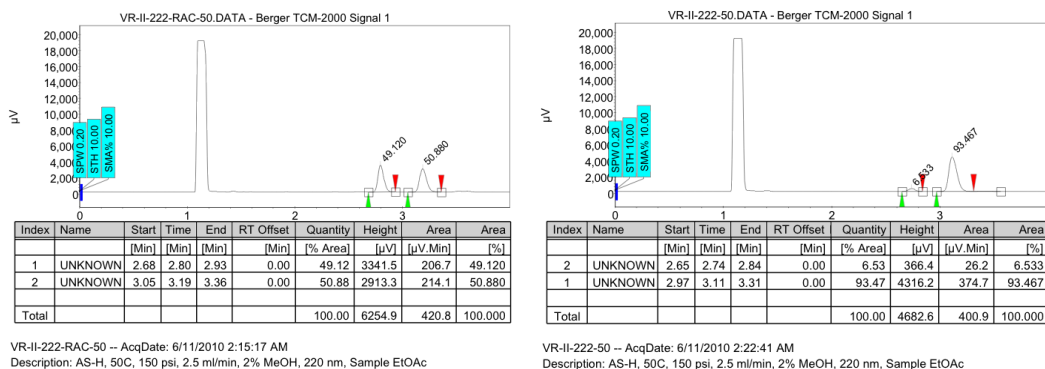 VR-II-222-RAC-50.DATA - Berger TCM-2000 Signal 1
20,000
18,000
16,000
14,000
12,000
10,000
8,000
6,000
4,000
2,000
0
µV
SPW 0.20
STH 10.00
SMA% 10.00
49.120
50.880
0 1 2 3
Index Name Start Time End RT Offset Quantity Height Area Area
[Min] [Min] [Min] [Min] [% Area] [µV] [µV.Min] [%]
1 UNKNOWN 2.68 2.80 2.93 0.00 49.12 3341.5 206.7 49.120
2 UNKNOWN 3.05 3.19 3.36 0.00 50.88 2913.3 214.1 50.880
Total 100.00 6254.9 420.8 100.000
VR-II-222-RAC-50 -- AcqDate: 6/11/2010 2:15:17 AM
Description: AS-H, 50C, 150 psi, 2.5 ml/min, 2% MeOH, 220 nm, Sample EtOAc
VR-II-222-50.DATA - Berger TCM-2000 Signal 1
20,000
18,000
16,000
14,000
12,000
10,000
8,000
6,000
4,000
2,000
0
µV
SPW 0.20
STH 10.00
SMA% 10.00
6.533
93.467
0 1 2 3
Index Name Start Time End RT Offset Quantity Height Area Area
[Min] [Min] [Min] [Min] [% Area] [µV] [µV.Min] [%]
2 UNKNOWN 2.65 2.74 2.84 0.00 6.53 366.4 26.2 6.533
1 UNKNOWN 2.97 3.11 3.31 0.00 93.47 4316.2 374.7 93.467
Total 100.00 4682.6 400.9 100.000
VR-II-222-50 -- AcqDate: 6/11/2010 2:22:41 AM
Description: AS-H, 50C, 150 psi, 2.5 ml/min, 2% MeOH, 220 nm, Sample EtOAc